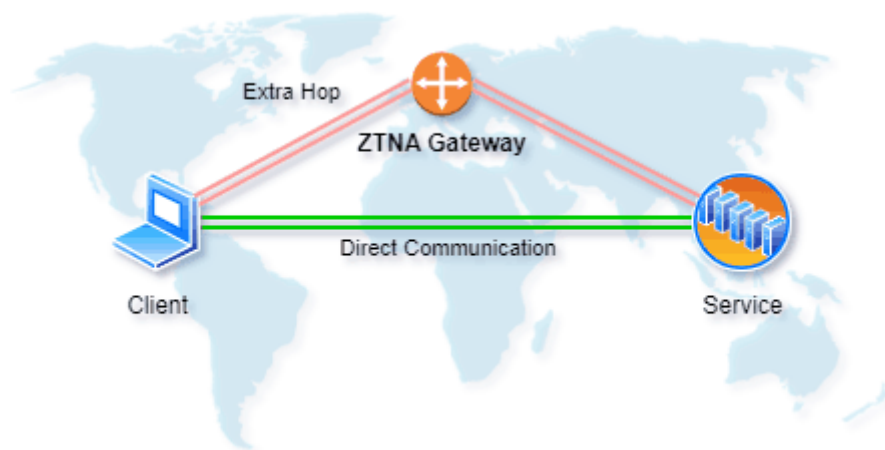 Extra Hop
ZTNA Gateway
Direct Communication
Client
Service